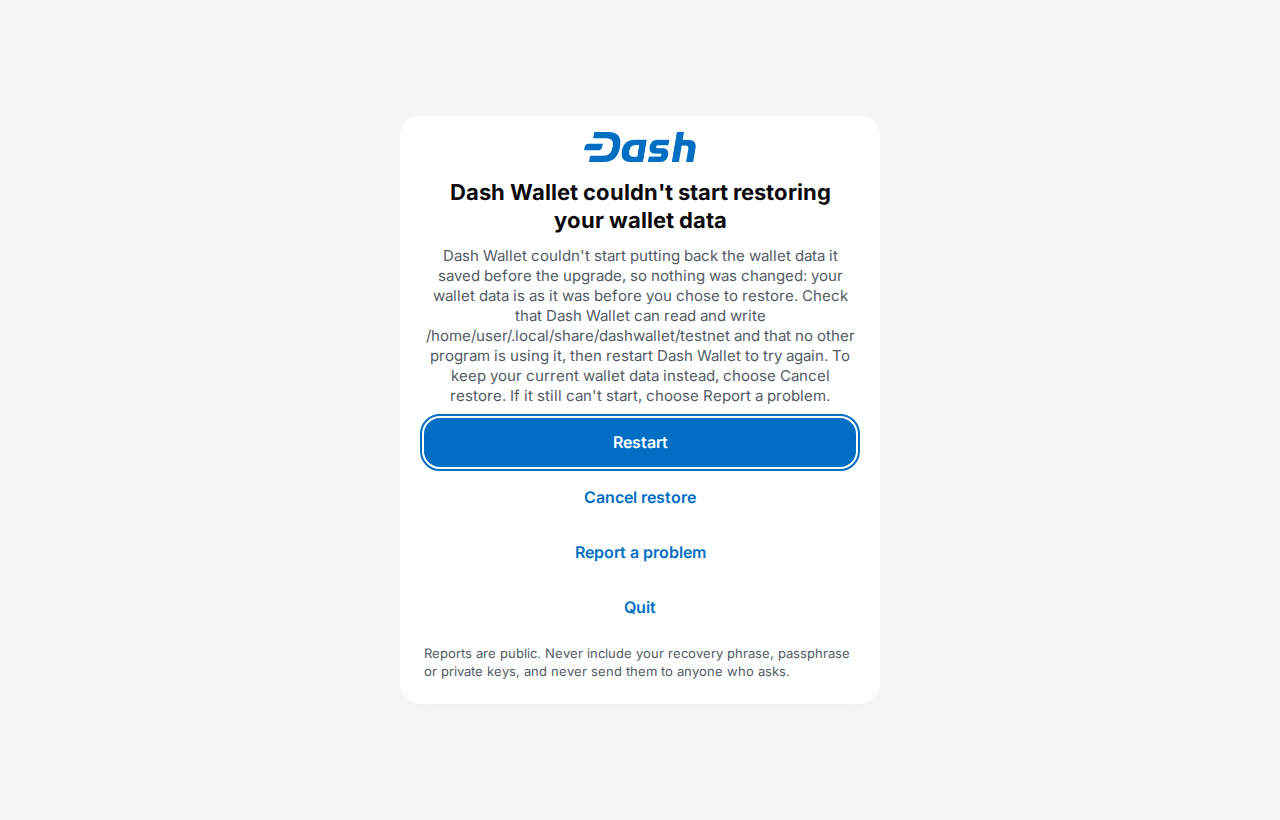 Dash
Dash Wallet couldn't start restoring
your wallet data
Dash Wallet couldn't start putting back the wallet data it
saved before the upgrade, so nothing was changed: your
wallet data is as it was before you chose to restore. Check
that Dash Wallet can read and write
/home/user/.local/share/dashwallet/testnet and that no other
program is using it, then restart Dash Wallet to try again. To
keep your current wallet data instead, choose Cancel
restore. If it still can't start, choose Report a problem.
Restart
Cancel restore
Report a problem
Quit
Reports are public. Never include your recovery phrase, passphrase
or private keys, and never send them to anyone who asks.